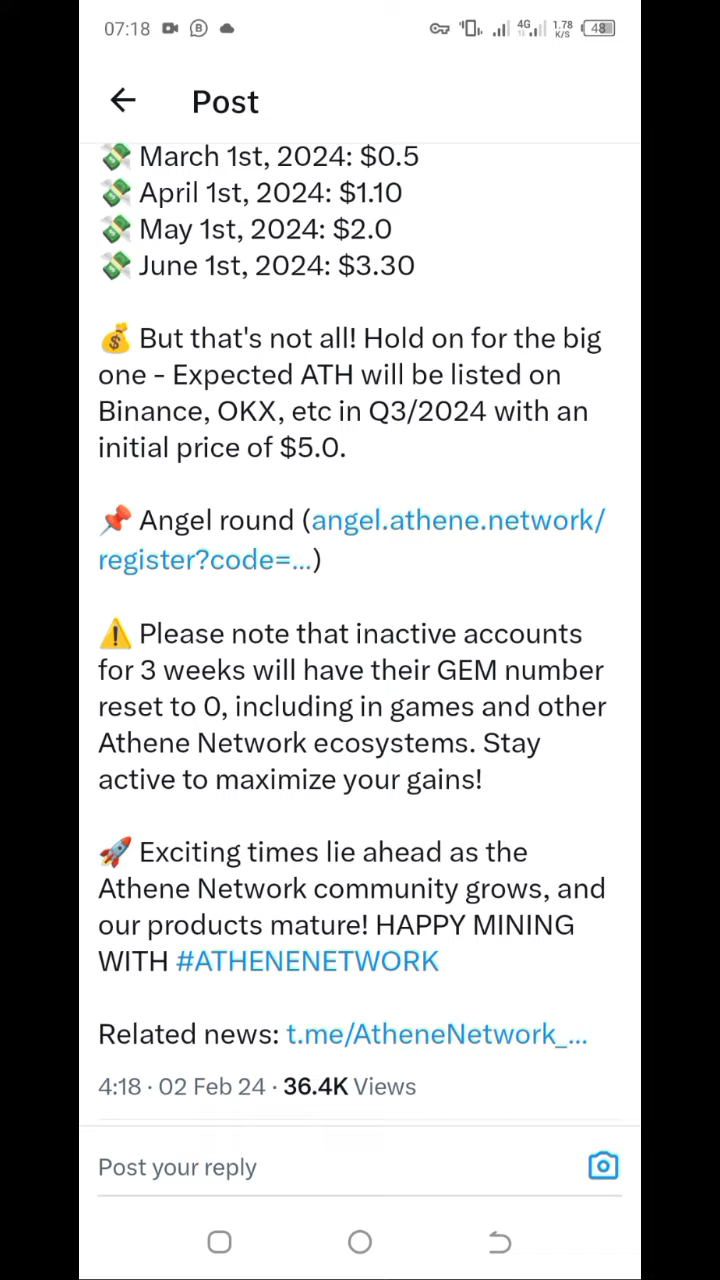 07:18 4G 1.78 K/S 48
Post
💸 March 1st, 2024: $0.5
💸 April 1st, 2024: $1.10
💸 May 1st, 2024: $2.0
💸 June 1st, 2024: $3.30
💰 But that's not all! Hold on for the big
one - Expected ATH will be listed on
Binance, OKX, etc in Q3/2024 with an
initial price of $5.0.
📌 Angel round (angel.athene.network/
register?code=...)
⚠️ Please note that inactive accounts
for 3 weeks will have their GEM number
reset to 0, including in games and other
Athene Network ecosystems. Stay
active to maximize your gains!
🚀 Exciting times lie ahead as the
Athene Network community grows, and
our products mature! HAPPY MINING
WITH #ATHENENETWORK
Related news: t.me/AtheneNetwork_...
4:18 · 02 Feb 24 · 36.4K Views
Post your reply